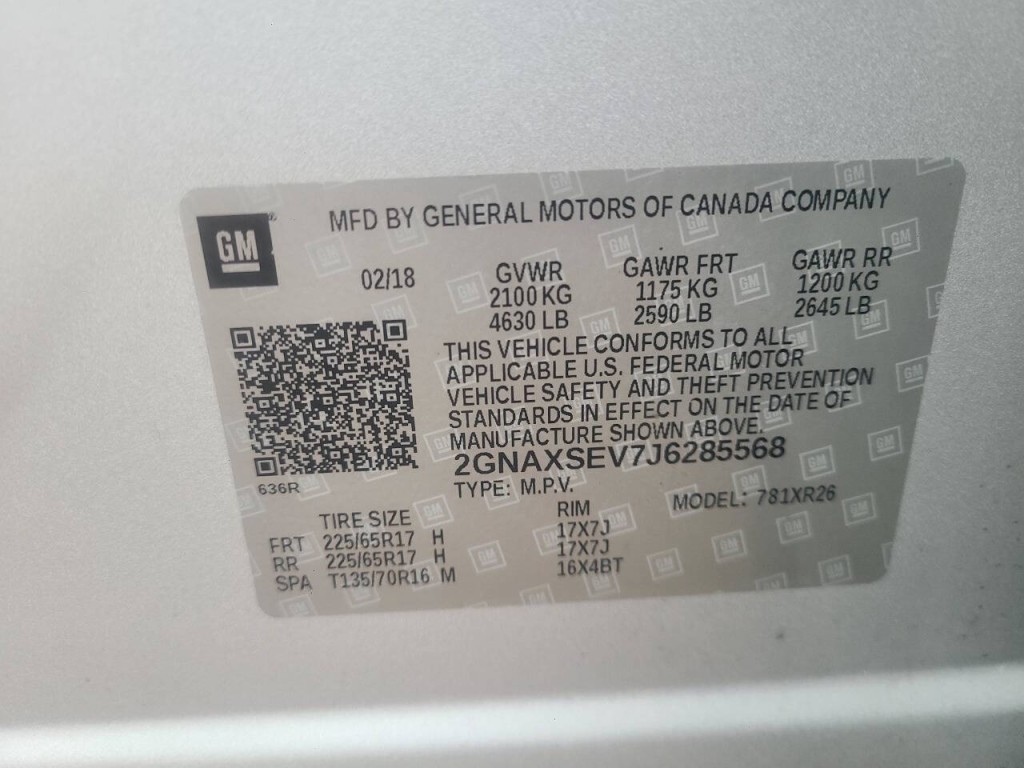 MFD BY GENERAL MOTORS OF CANADA COMPANY
GM
02/18 GVWR GAWR FRT GAWR RR
2100 KG 1175 KG 1200 KG
4630 LB 2590 LB 2645 LB
THIS VEHICLE CONFORMS TO ALL
APPLICABLE U.S. FEDERAL MOTOR
VEHICLE SAFETY AND THEFT PREVENTION
STANDARDS IN EFFECT ON THE DATE OF
MANUFACTURE SHOWN ABOVE.
2GNAXSEV7J6285568
636R
TYPE: M.P.V. MODEL: 781XR26
TIRE SIZE RIM
FRT 225/65R17 H 17X7J
RR 225/65R17 H 17X7J
SPA T135/70R16 M 16X4BT